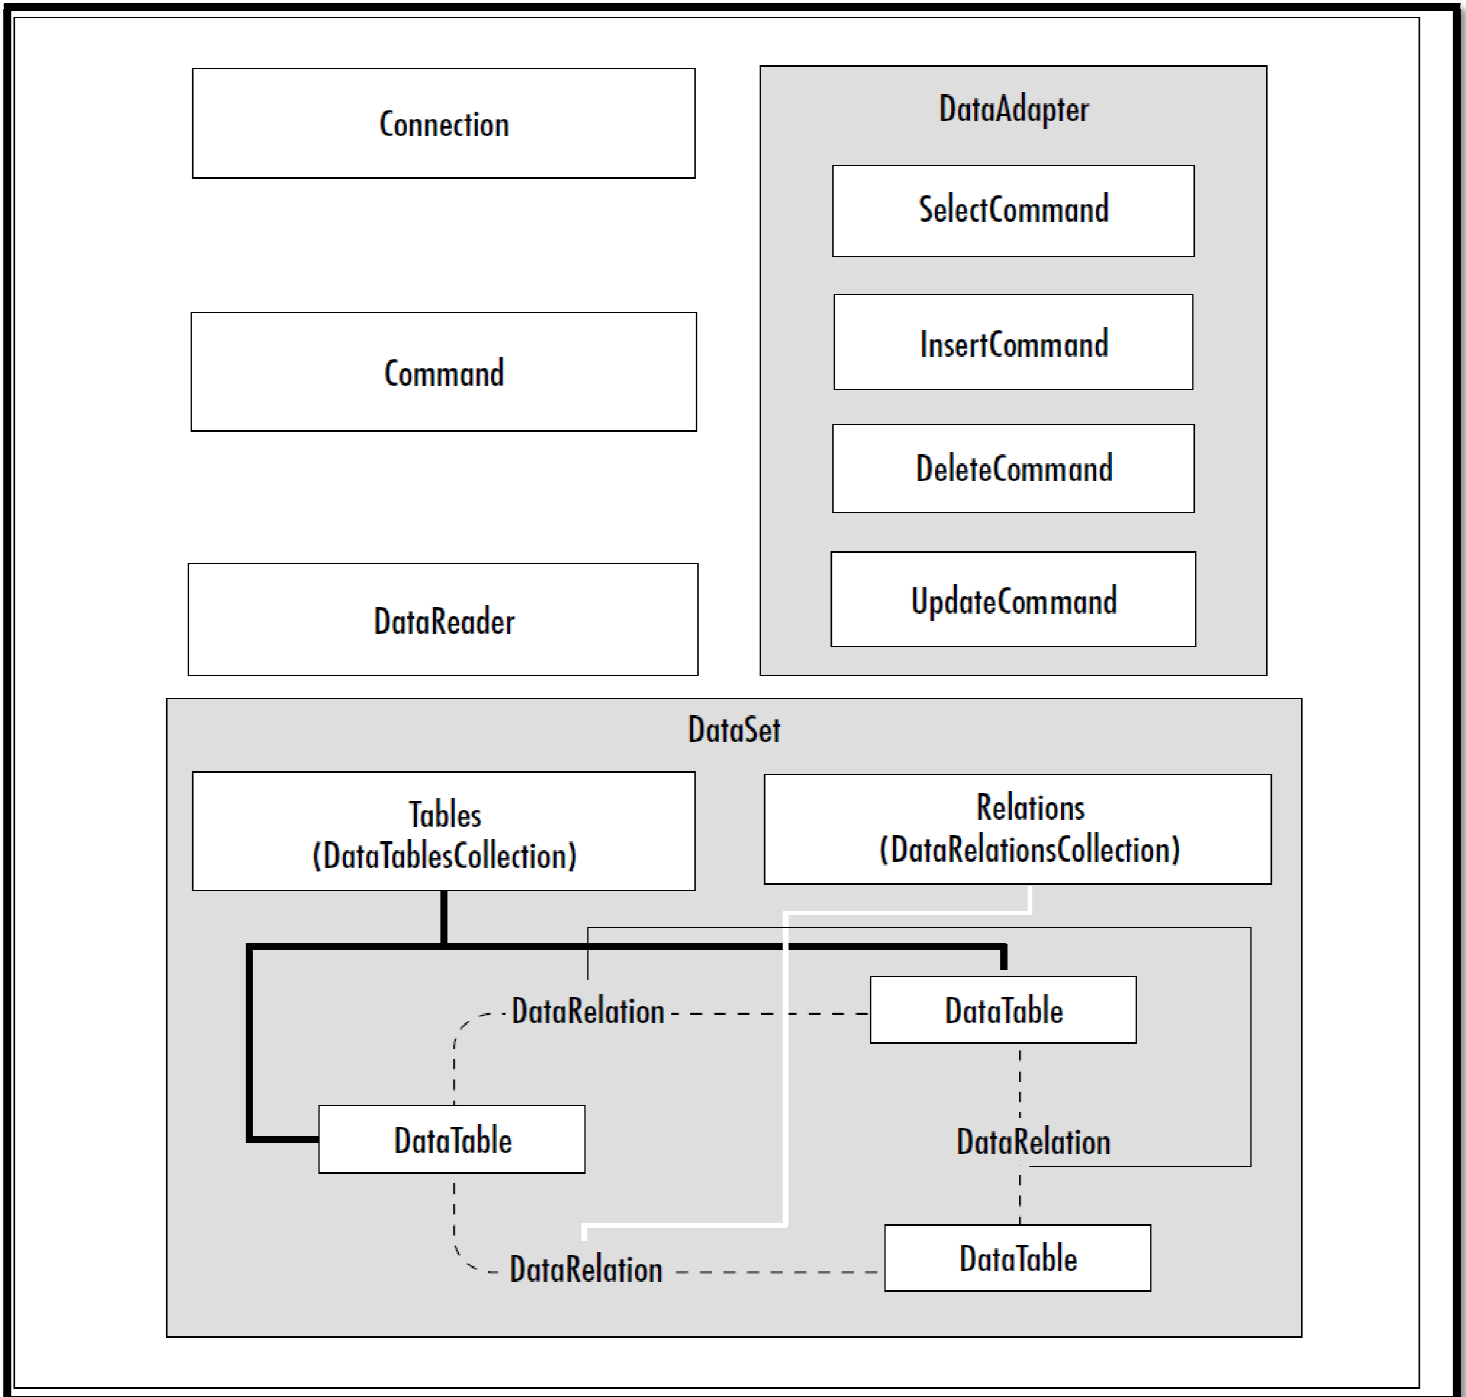 Connection
Command
DataReader
DataAdapter
SelectCommand
InsertCommand
DeleteCommand
UpdateCommand
DataSet
Tables
(DataTablesCollection)
Relations
(DataRelationsCollection)
DataRelation
DataTable
DataTable
DataRelation
DataRelation
DataTable